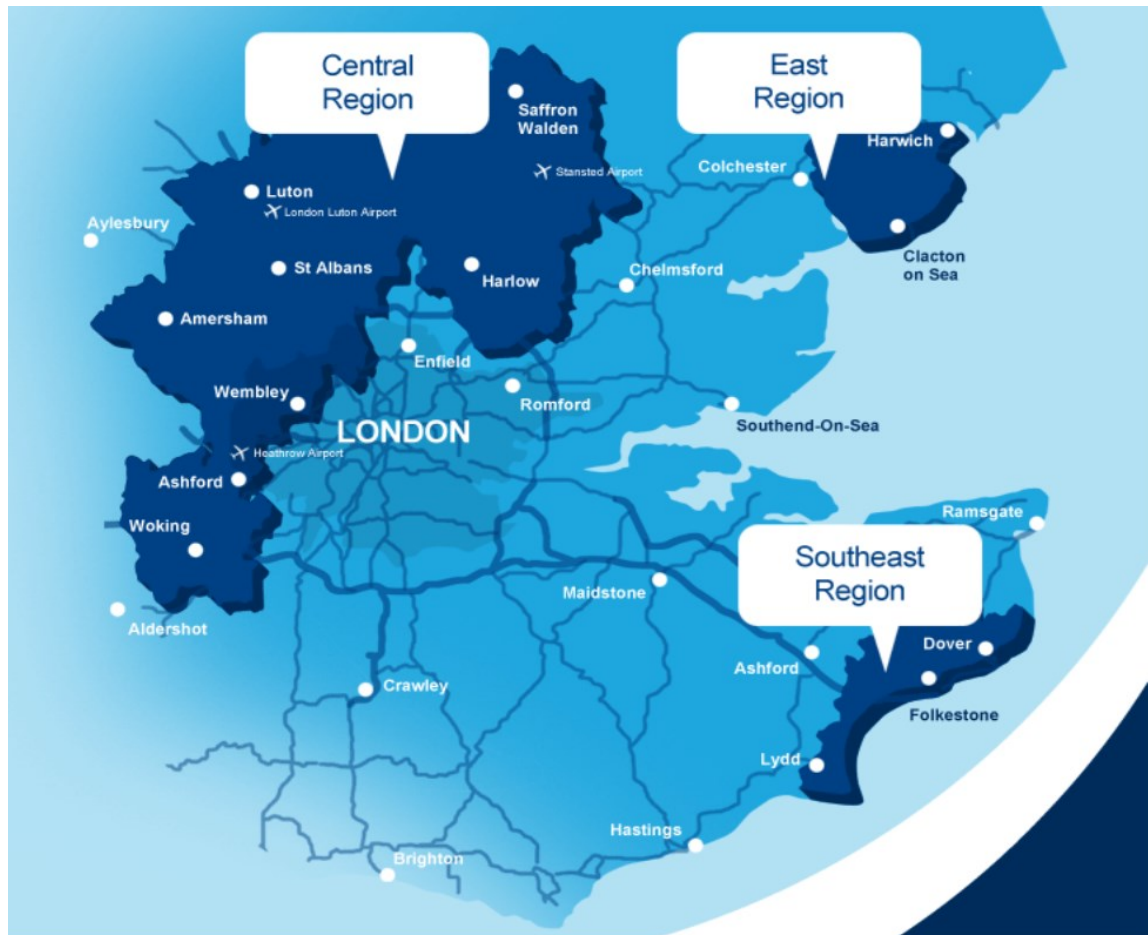 Central
Region
East
Region
Saffron
Walden
Harwich
Stansted Airport
Colchester
Luton
London Luton Airport
Aylesbury
St Albans
Harlow
Chelmsford
Clacton
on Sea
Amersham
Enfield
Wembley
Romford
Southend-On-Sea
LONDON
Heathrow Airport
Ashford
Woking
Ramsgate
Southeast
Region
Maidstone
Aldershot
Dover
Ashford
Crawley
Folkestone
Lydd
Hastings
Brighton